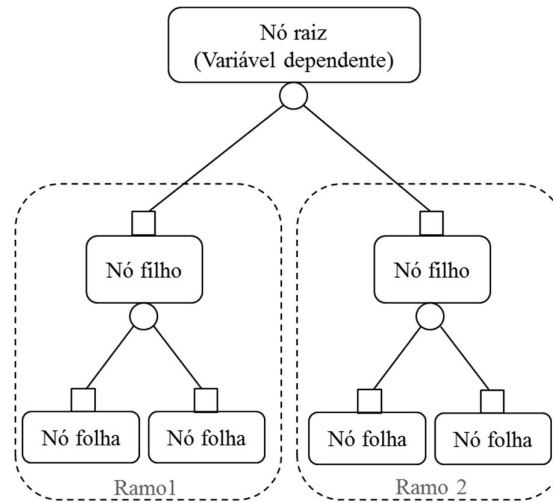 Nó raiz
(Variável dependente)
Nó filho
Nó filho
Nó folha
Nó folha
Nó folha
Nó folha
Ramo1
Ramo 2